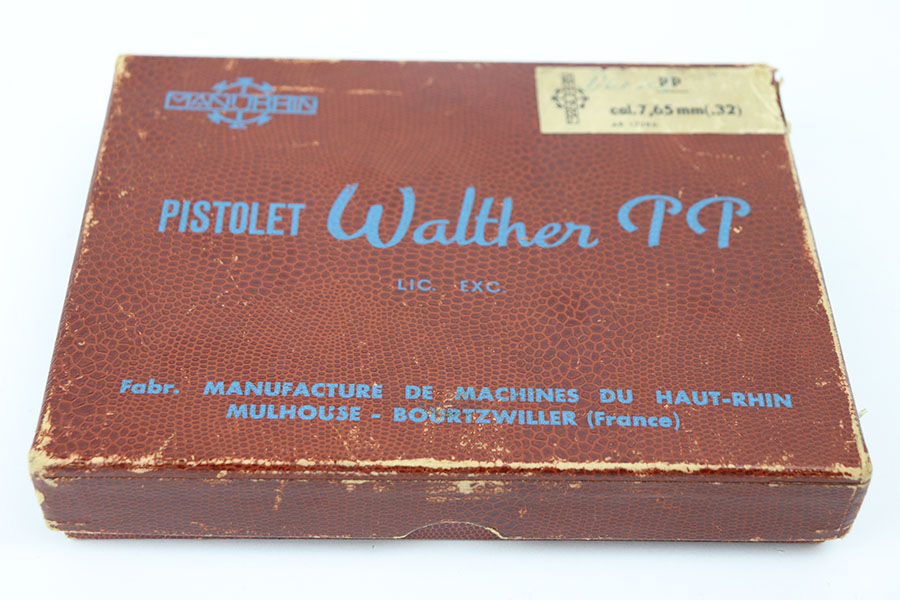 MANURHIN
PP
cal. 7,65 mm (.32)
PISTOLET Walther PP
LIC. EXC.
Fabr. MANUFACTURE DE MACHINES DU HAUT-RHIN
MULHOUSE - BOURTZWILLER (France)